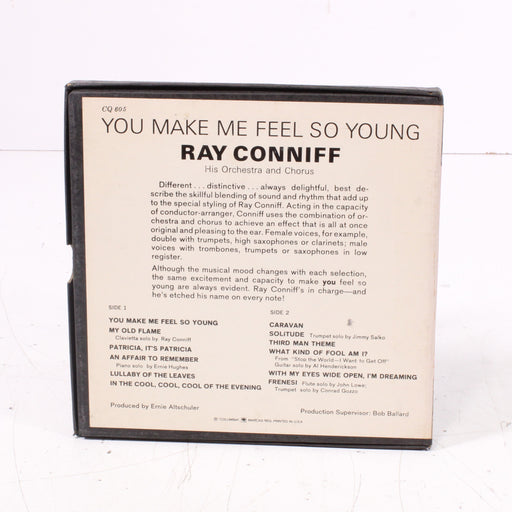 CQ 605
YOU MAKE ME FEEL SO YOUNG
RAY CONNIFF
His Orchestra and Chorus
Different . . . distinctive . . . always delightful, best de-
scribe the skillful blending of sound and rhythm that add up
to the special styling of Ray Conniff. Acting in the capacity
of conductor-arranger, Conniff uses the combination of or-
chestra and chorus to achieve an effect that is all at once
original and pleasing to the ear. Female voices, for example,
double with trumpets, high saxophones or clarinets; male
voices with trombones, trumpets or saxophones in low
register.
Although the musical mood changes with each selection,
the same excitement and capacity to make you feel so
young are always evident. Ray Conniff's in charge—and
he's etched his name on every note!
SIDE 1
YOU MAKE ME FEEL SO YOUNG
MY OLD FLAME
Clavietta solo by Ray Conniff
PATRICIA, IT'S PATRICIA
AN AFFAIR TO REMEMBER
Piano solo by Ernie Hughes
LULLABY OF THE LEAVES
IN THE COOL, COOL, COOL OF THE EVENING
SIDE 2
CARAVAN
SOLITUDE Trumpet solo by Jimmy Salko
THIRD MAN THEME
WHAT KIND OF FOOL AM I?
From "Stop the World—I Want to Get Off"
Guitar solo by Al Henderickson
WITH MY EYES WIDE OPEN, I'M DREAMING
FRENESI Flute solo by John Lowe;
Trumpet solo by Conrad Gozzo
Produced by Ernie Altschuler
Production Supervisor: Bob Ballard
© "COLUMBIA" MARCAS REG. PRINTED IN U.S.A.